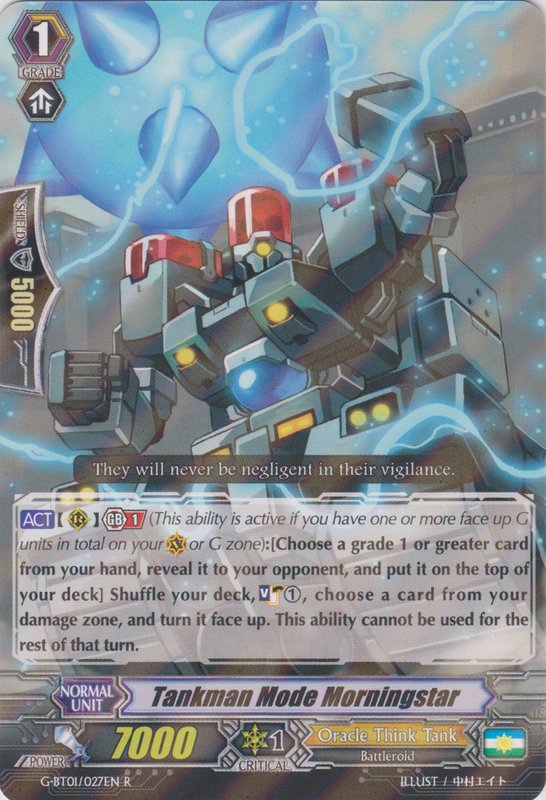 1
GRADE
SHIELD
5000
They will never be negligent in their vigilance.
ACT【 RC 】GB 1 (This ability is active if you have one or more face up G
units in total on your VC or G zone):[Choose a grade 1 or greater card
from your hand, reveal it to your opponent, and put it on the top of
your deck] Shuffle your deck, V①, choose a card from your
damage zone, and turn it face up. This ability cannot be used for the
rest of that turn.
NORMAL
UNIT
Tankman Mode Morningstar
POWER
7000
1
CRITICAL
Oracle Think Tank
Battleroid
G-BT01/027EN R
ILLUST / 中村エイト